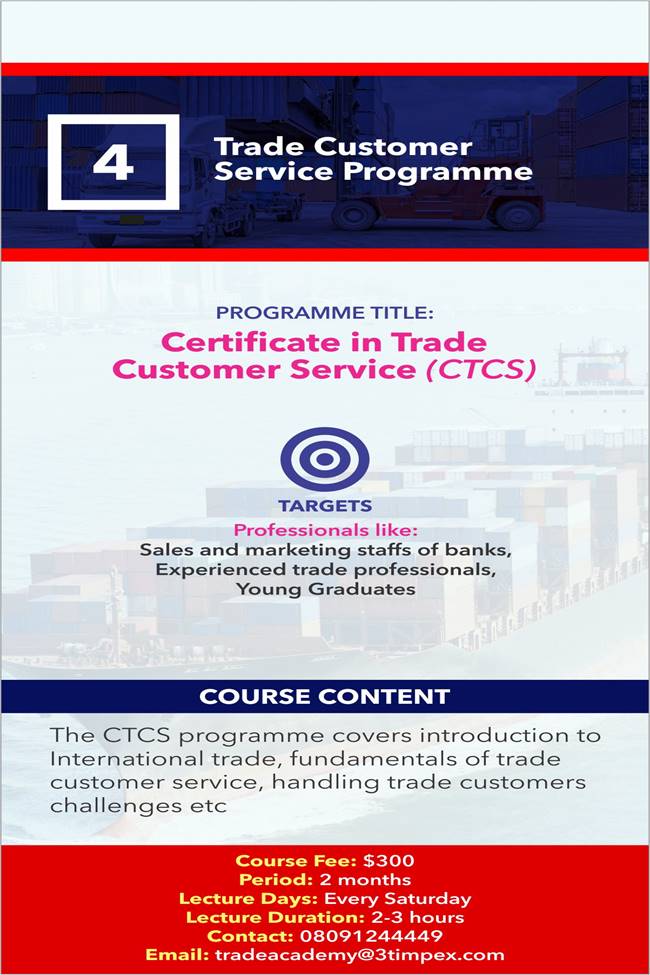 4
Trade Customer
Service Programme
PROGRAMME TITLE:
Certificate in Trade
Customer Service (CTCS)
TARGETS
Professionals like:
Sales and marketing staffs of banks,
Experienced trade professionals,
Young Graduates
COURSE CONTENT
The CTCS programme covers introduction to
International trade, fundamentals of trade
customer service, handling trade customers
challenges etc
Course Fee: $300
Period: 2 months
Lecture Days: Every Saturday
Lecture Duration: 2-3 hours
Contact: 08091244449
Email: tradeacademy@3timpex.com